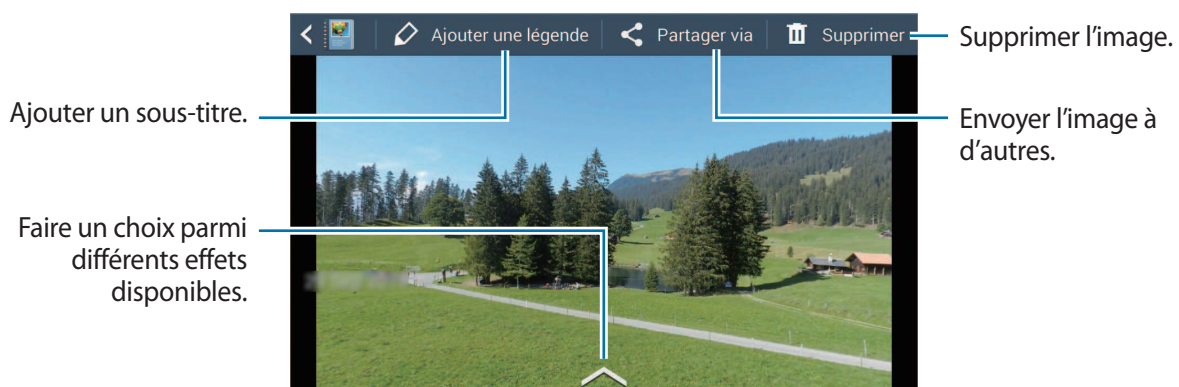 Ajouter une légende
Partager via
Supprimer
Supprimer l'image.
Ajouter un sous-titre.
Envoyer l'image à
d'autres.
Faire un choix parmi
différents effets
disponibles.